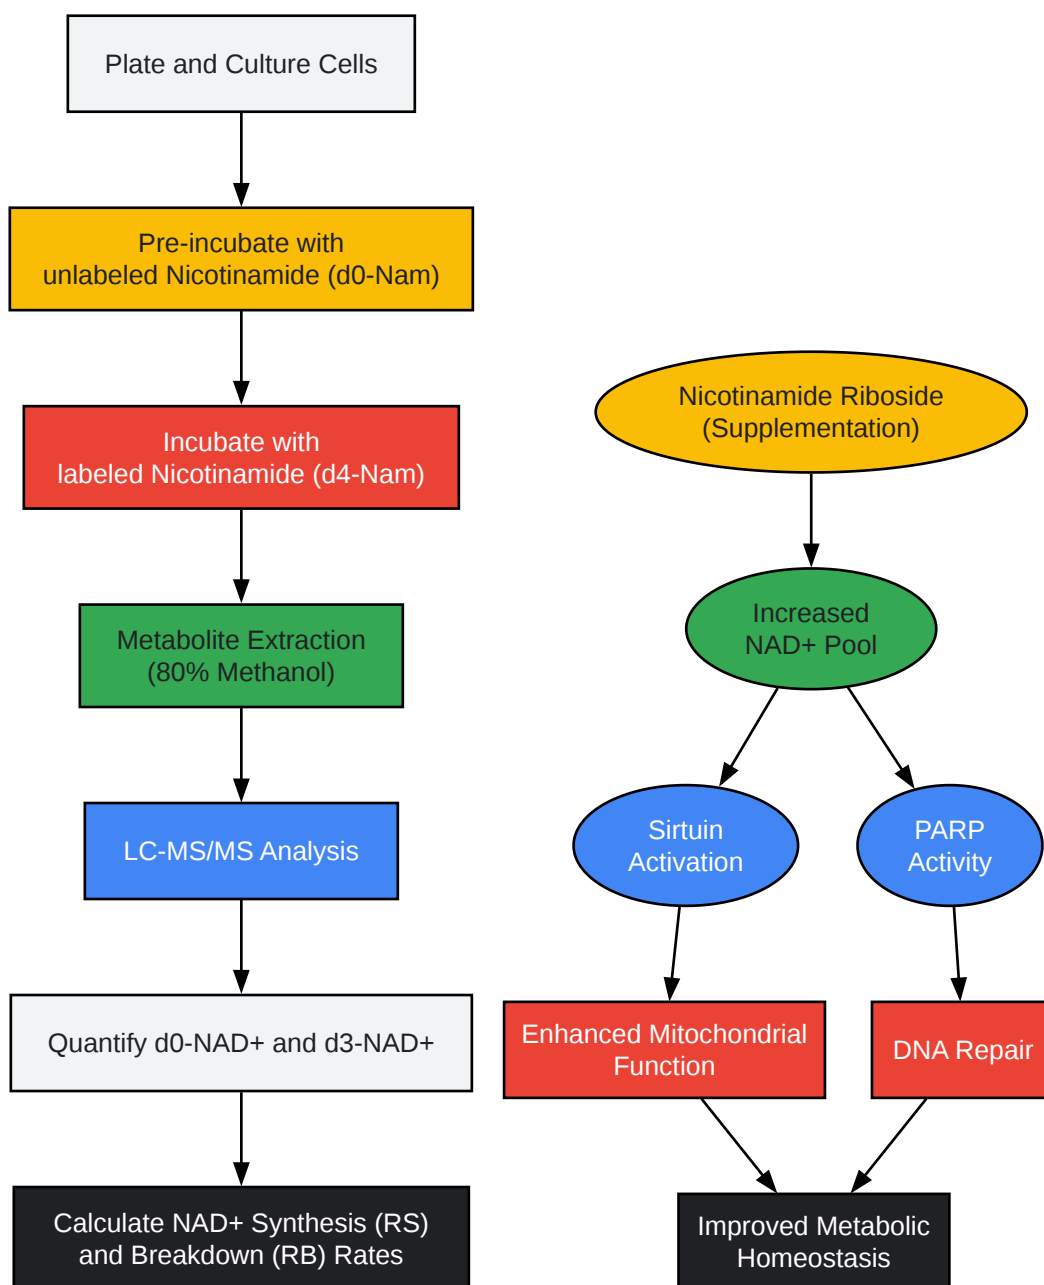 Plate and Culture Cells
Pre-incubate with
unlabeled Nicotinamide (d0-Nam)
Incubate with
labeled Nicotinamide (d4-Nam)
Metabolite Extraction
(80% Methanol)
LC-MS/MS Analysis
Quantify d0-NAD+ and d3-NAD+
Calculate NAD+ Synthesis (RS)
and Breakdown (RB) Rates
Nicotinamide Riboside
(Supplementation)
Increased
NAD+ Pool
Sirtuin
Activation
PARP
Activity
Enhanced Mitochondrial
Function
DNA Repair
Improved Metabolic
Homeostasis